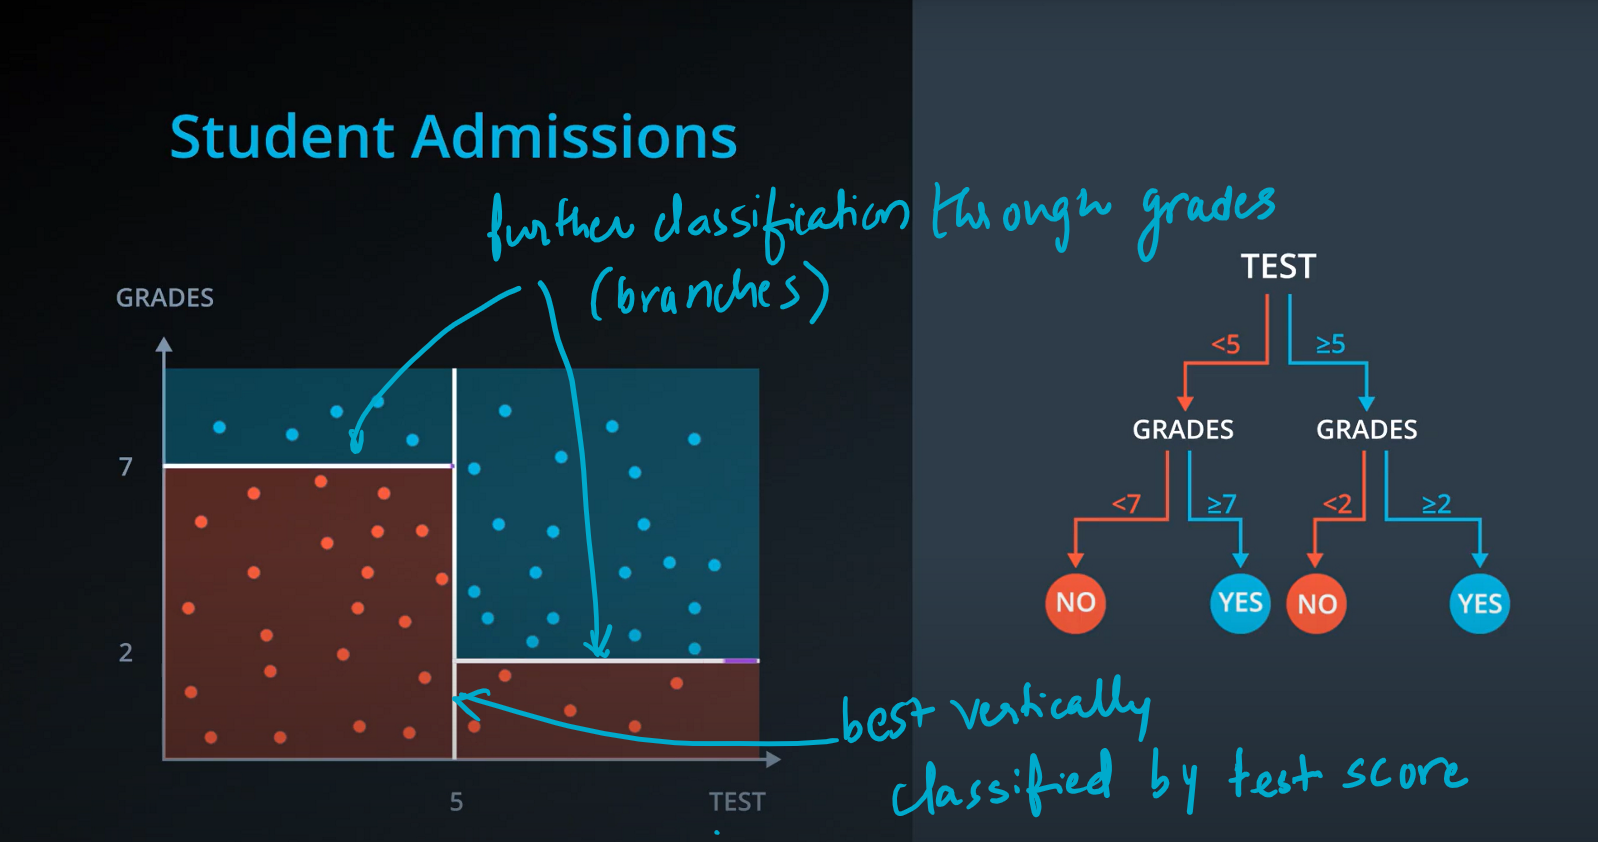 Student Admissions
further classification through grades
(branches)
GRADES
7
2
5
TEST
best vertically
classified by test score
TEST
<5
≥5
GRADES
GRADES
<7
≥7
<2
≥2
NO
YES
NO
YES